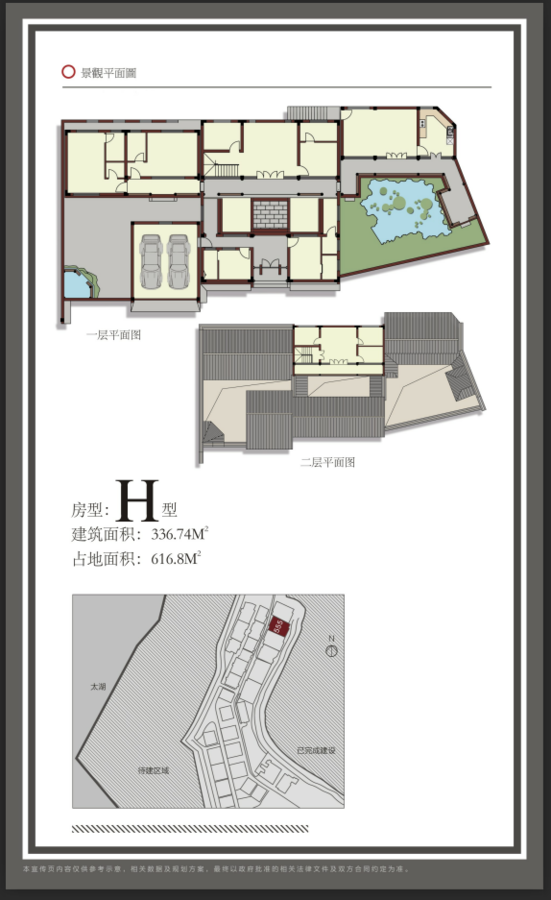 景觀平面圖
一层平面图
二层平面图
房型：H型
建筑面积：336.74M²
占地面积：616.8M²
555
N
太湖
已完成建设
待建区域
本宣传页内容仅供参考示意，相关数据及规划方案，最终以政府批准的相关法律文件及双方合同约定为准。